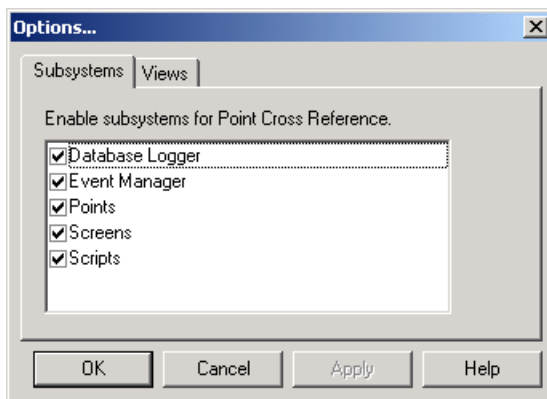 Options...
Subsystems Views
Enable subsystems for Point Cross Reference.
Database Logger
Event Manager
Points
Screens
Scripts
OK Cancel Apply Help